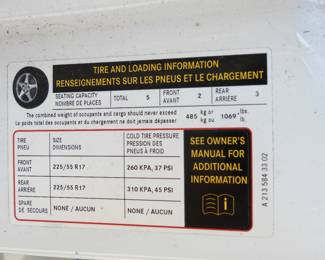 TIRE AND LOADING INFORMATION
RENSEIGNEMENTS SUR LES PNEUS ET LE CHARGEMENT
SEATING CAPACITY TOTAL 5 FRONT 2 REAR 3
NOMBRE DE PLACES AVANT ARRIÈRE
The combined weight of occupants and cargo should never exceed 485 kg or 1069 lbs.
Le poids total des occupants et du chargement ne doit jamais dépasser kg ou lb.
TIRE SIZE COLD TIRE PRESSURE
PNEU DIMENSIONS PRESSION DES
PNEUS À FROID
FRONT 225/55 R17 260 KPA, 37 PSI
AVANT
REAR 225/55 R17 310 KPA, 45 PSI
ARRIÈRE
SPARE NONE / AUCUN NONE / AUCUN
DE SECOURS
SEE OWNER'S
MANUAL FOR
ADDITIONAL
INFORMATION
A 213 584 33 02